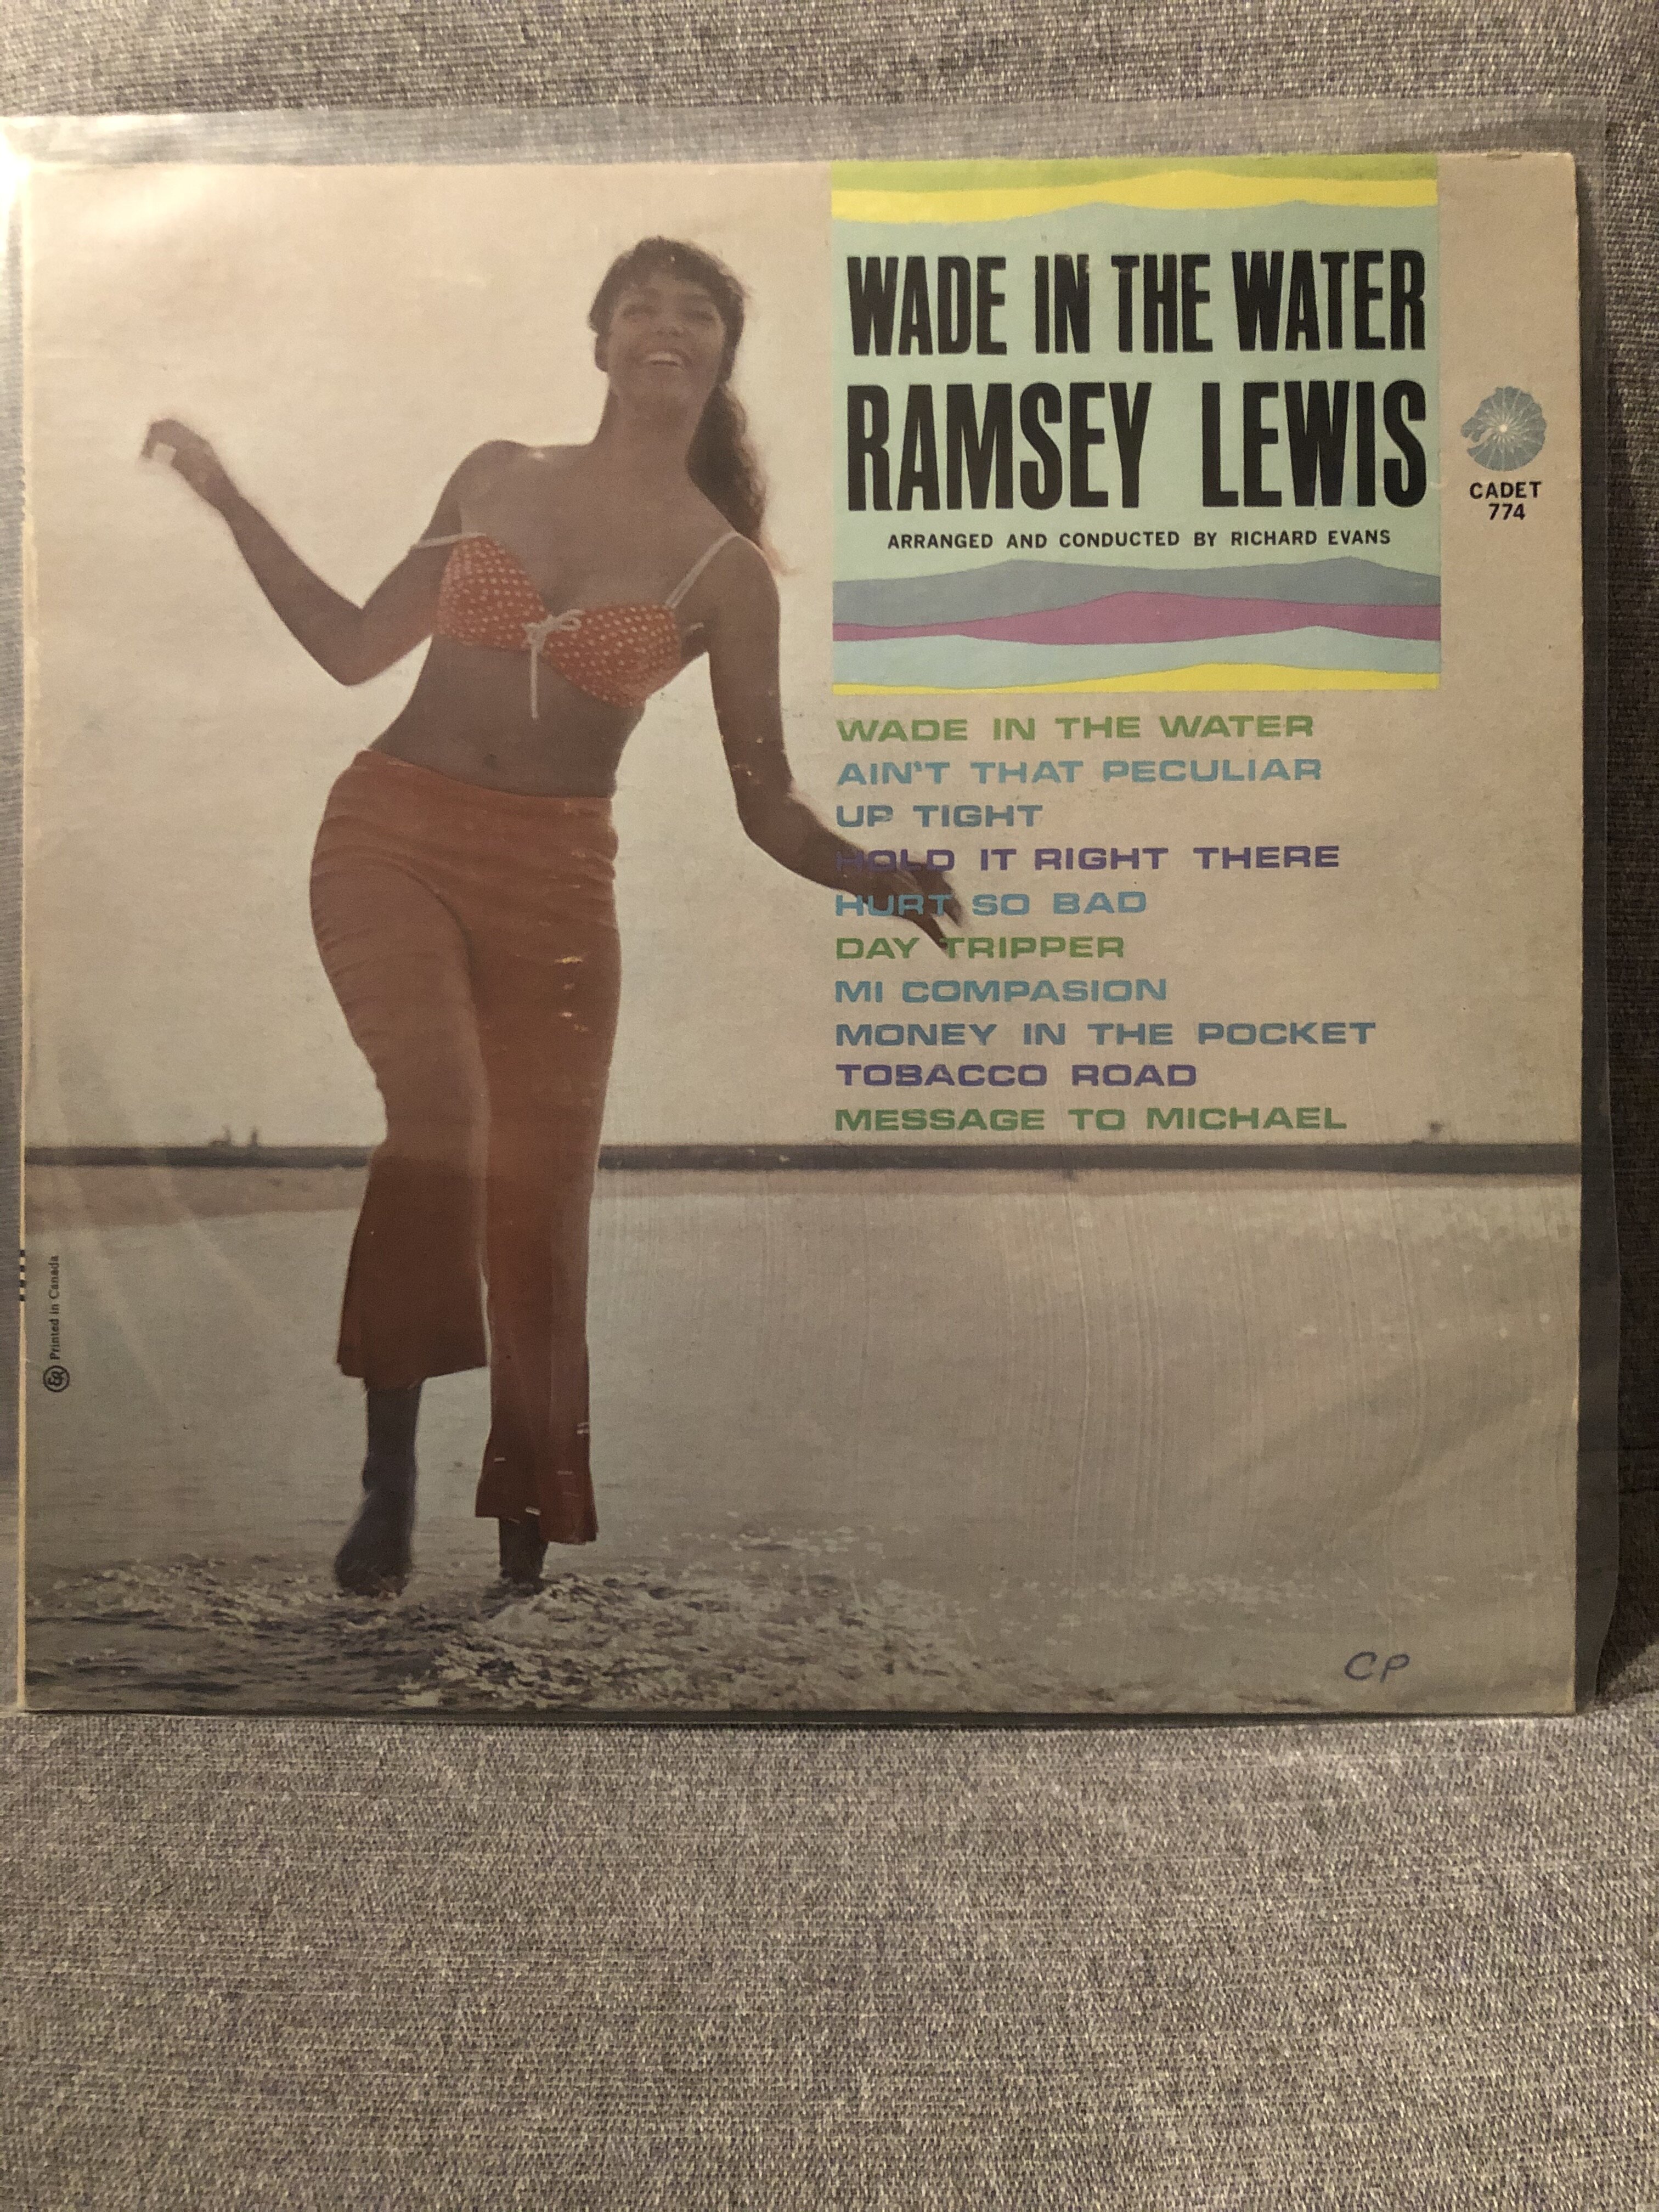 WADE IN THE WATER
RAMSEY LEWIS
ARRANGED AND CONDUCTED BY RICHARD EVANS
CADET
774
WADE IN THE WATER
AIN'T THAT PECULIAR
UP TIGHT
HOLD IT RIGHT THERE
HURT SO BAD
DAY TRIPPER
MI COMPASION
MONEY IN THE POCKET
TOBACCO ROAD
MESSAGE TO MICHAEL
Printed in Canada
CP